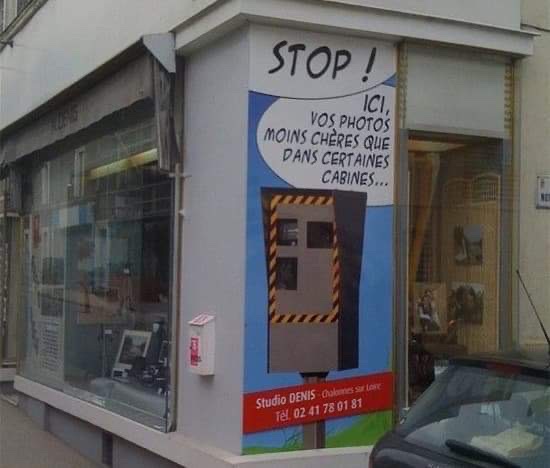 STOP !
ICI,
VOS PHOTOS
MOINS CHÈRES QUE
DANS CERTAINES
CABINES...
Studio DENIS - Chalonnes sur Loire
Tél. 02 41 78 01 81